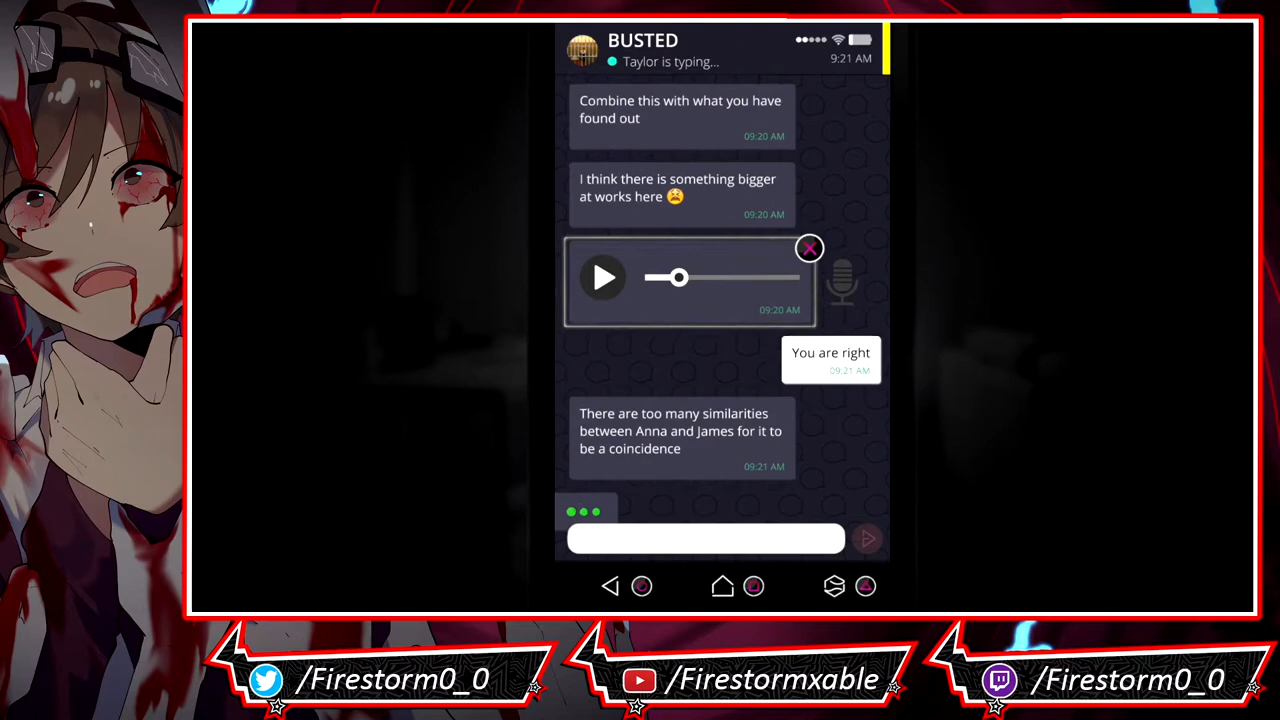 BUSTED
Taylor is typing...
9:21 AM
Combine this with what you have
found out
09:20 AM
I think there is something bigger
at works here 😫
09:20 AM
09:20 AM
You are right
09:21 AM
There are too many similarities
between Anna and James for it to
be a coincidence
09:21 AM
/Firestorm0_0
/Firestormxable
/Firestorm0_0